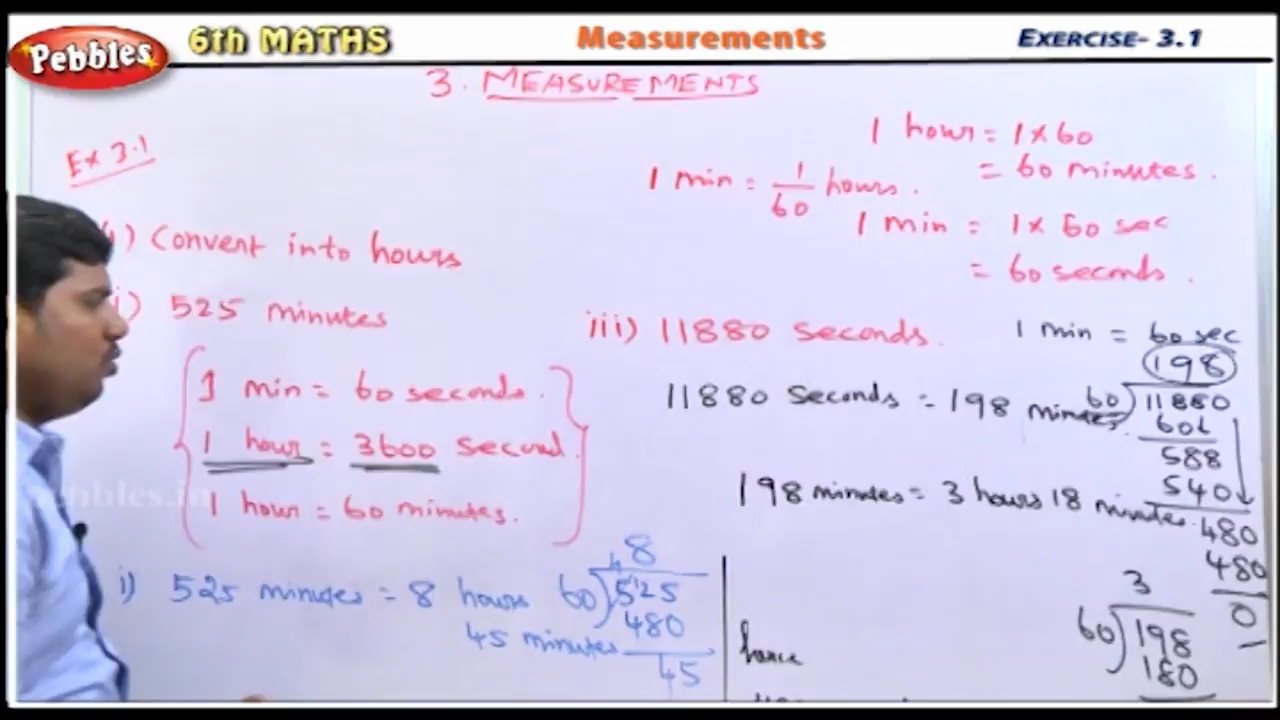 Pebbles
6th MATHS
Measurements
EXERCISE- 3.1
3. MEASUREMENTS
Ex 3.1
1 hour = 1 x 60
= 60 minutes.
1 min = 1/60 hours.
1 min = 1 x 60 sec
= 60 seconds.
) Convert into hours
i) 525 minutes
1 min = 60 seconds.
1 hour = 3600 second.
1 hour = 60 minutes.
i) 525 minutes = 8 hours
45 minutes
8
60) 525
480
45
iii) 11880 seconds.
1 min = 60 sec
11880 seconds = 198 minutes.
198
60) 11880
588
540
480
480
0
198 minutes = 3 hours 18 minutes.
3
60) 198
180
pebbles.in